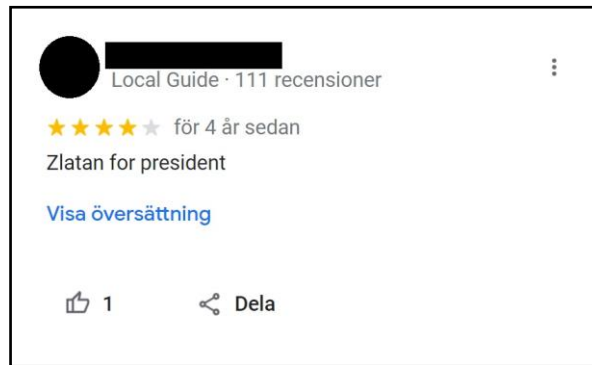 Local Guide · 111 recensioner
för 4 år sedan
Zlatan for president
Visa översättning
1 Dela